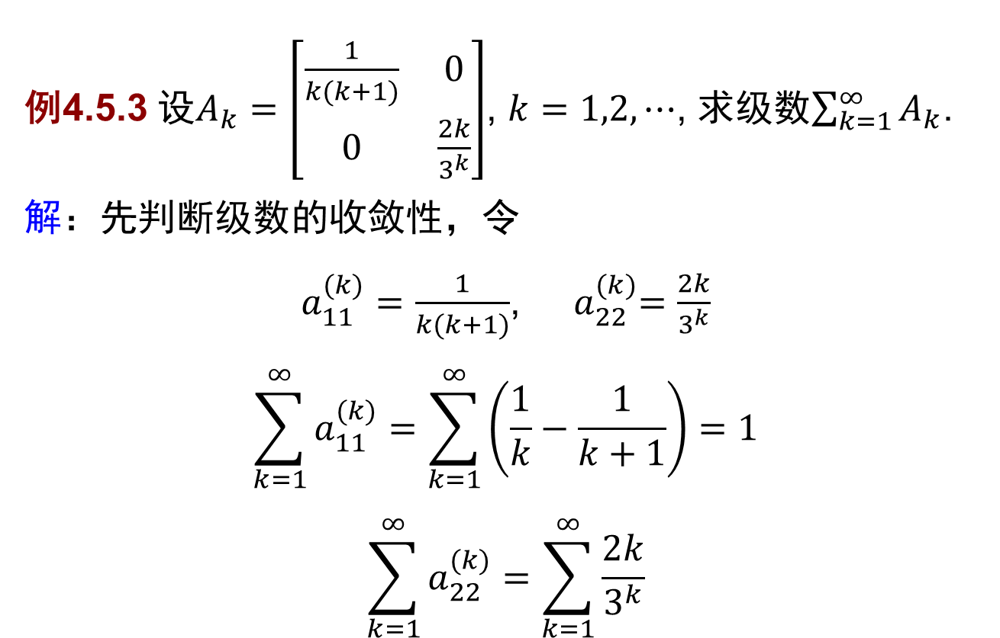 例4.5.3 设$A_k = \begin{bmatrix} \frac{1}{k(k+1)} & 0 \\ 0 & \frac{2k}{3^k} \end{bmatrix}$, $k = 1,2,\cdots$, 求级数$\sum_{k=1}^{\infty} A_k$.
解：先判断级数的收敛性，令
$a_{11}^{(k)} = \frac{1}{k(k+1)}$, $a_{22}^{(k)} = \frac{2k}{3^k}$
$\sum_{k=1}^{\infty} a_{11}^{(k)} = \sum_{k=1}^{\infty} \left( \frac{1}{k} - \frac{1}{k+1} \right) = 1$
$\sum_{k=1}^{\infty} a_{22}^{(k)} = \sum_{k=1}^{\infty} \frac{2k}{3^k}$